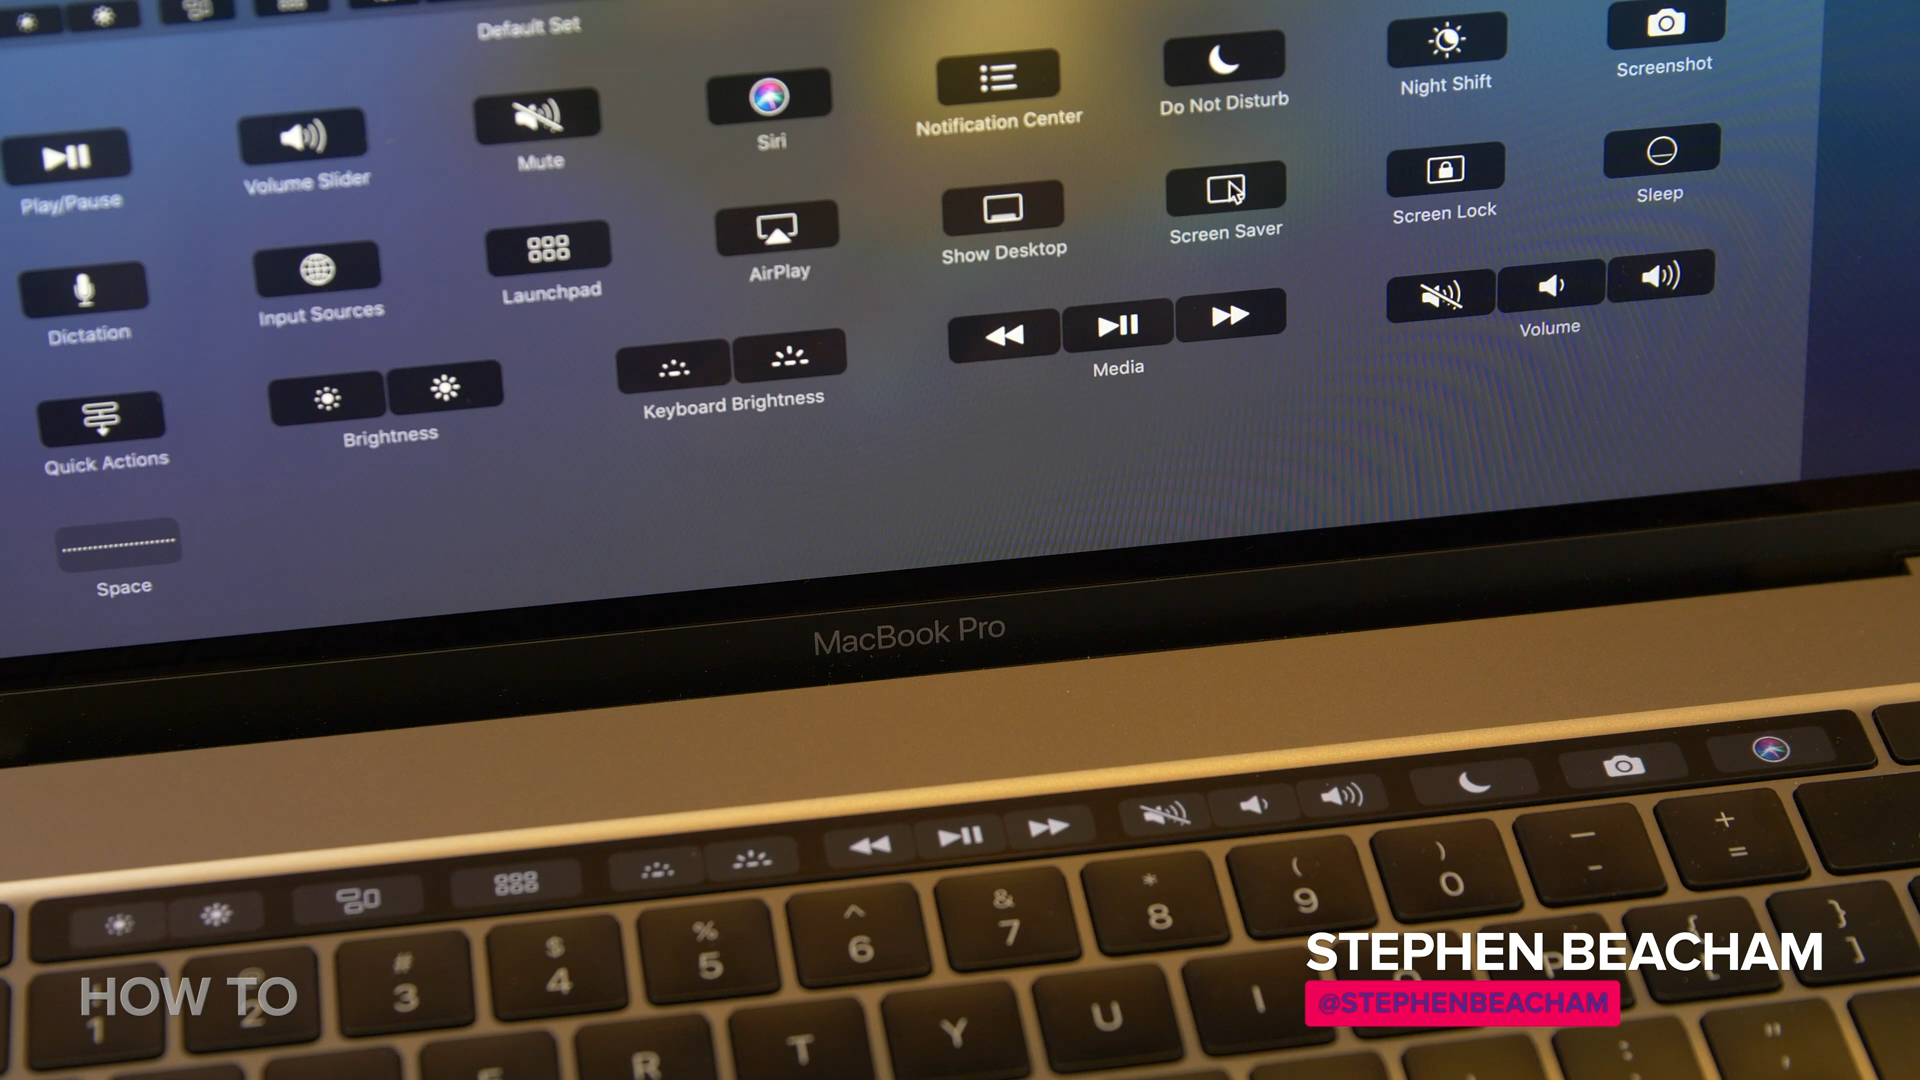 Default Set
Play/Pause
Volume Slider
Mute
Siri
Notification Center
Do Not Disturb
Night Shift
Screenshot
Dictation
Input Sources
Launchpad
AirPlay
Show Desktop
Screen Saver
Screen Lock
Sleep
Quick Actions
Brightness
Keyboard Brightness
Media
Volume
Space
MacBook Pro
1
2
# 3
$ 4
% 5
^ 6
& 7
* 8
( 9
) 0
— -
+ =
R
T
Y
U
I
{ [
} ]
HOW TO
STEPHEN BEACHAM
@STEPHENBEACHAM